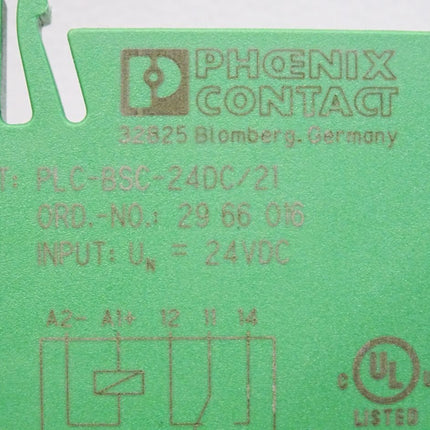 PHŒNIX
CONTACT
32825 Blomberg, Germany
PLC-BSC-24DC/21
ORD.-NO.: 29 66 016
INPUT: UN = 24VDC
A2- A1+ 12 11 14
C UL
LISTED